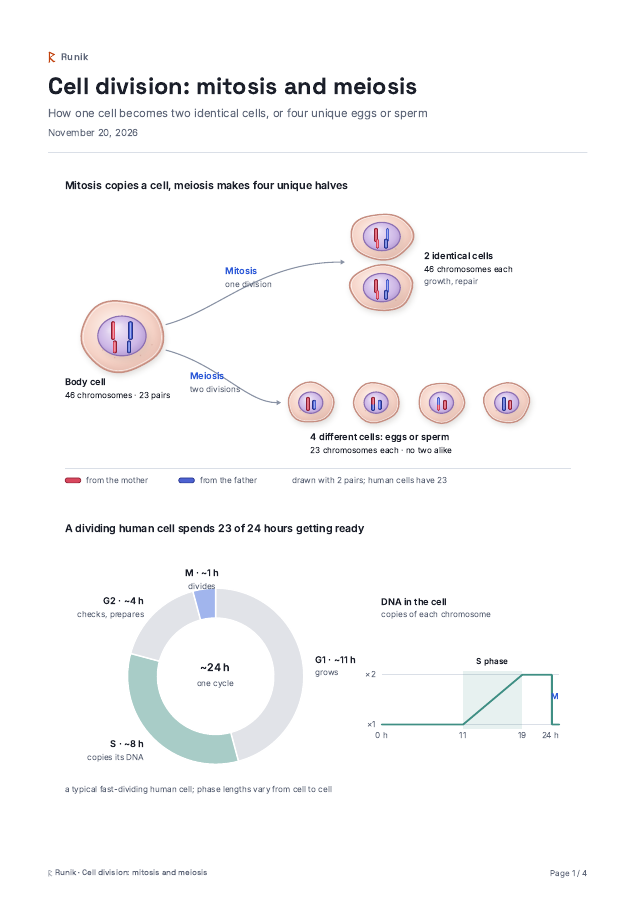 Runik
Cell division: mitosis and meiosis
How one cell becomes two identical cells, or four unique eggs or sperm
November 20, 2026
Mitosis copies a cell, meiosis makes four unique halves
Mitosis
one division
2 identical cells
46 chromosomes each
growth, repair
Body cell
46 chromosomes · 23 pairs
Meiosis
two divisions
4 different cells: eggs or sperm
23 chromosomes each · no two alike
from the mother
from the father
drawn with 2 pairs; human cells have 23
A dividing human cell spends 23 of 24 hours getting ready
M · ~1 h
divides
G2 · ~4 h
checks, prepares
~24 h
one cycle
G1 · ~11 h
grows
S · ~8 h
copies its DNA
DNA in the cell
copies of each chromosome
S phase
×2
M
×1
0 h
11
19
24 h
a typical fast-dividing human cell; phase lengths vary from cell to cell
Runik · Cell division: mitosis and meiosis
Page 1 / 4